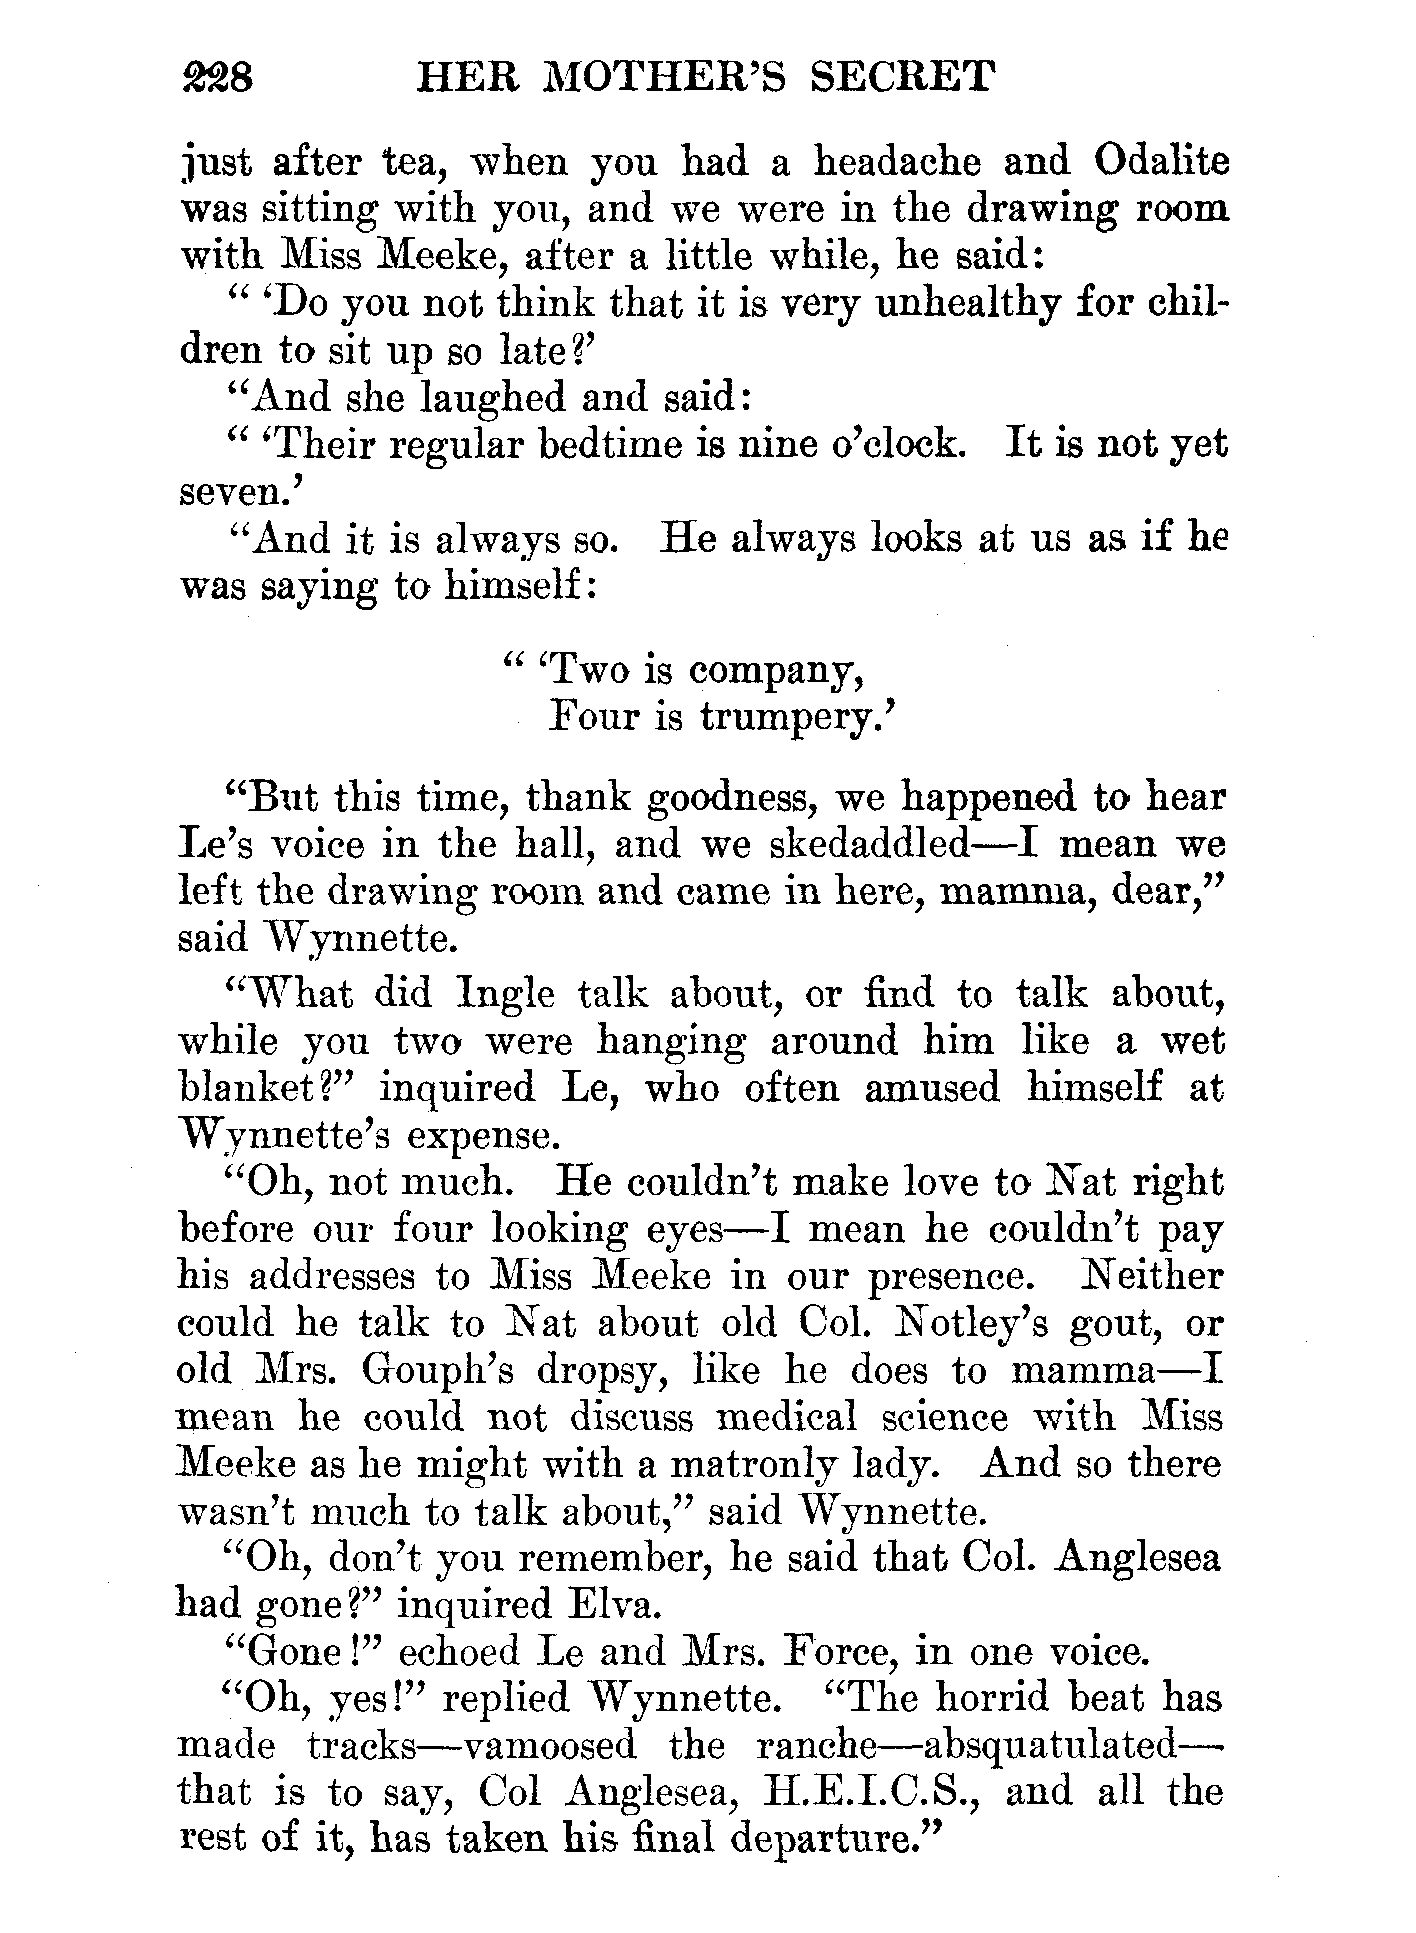 228 HER MOTHER'S SECRET
just after tea, when you had a headache and Odalite
was sitting with you, and we were in the drawing room
with Miss Meeke, after a little while, he said:
“ ‘Do you not think that it is very unhealthy for chil-
dren to sit up so late?’
“And she laughed and said:
“ ‘Their regular bedtime is nine o’clock. It is not yet
seven.’
“And it is always so. He always looks at us as if he
was saying to himself:
“ ‘Two is company,
Four is trumpery.’
“But this time, thank goodness, we happened to hear
Le’s voice in the hall, and we skedaddled—I mean we
left the drawing room and came in here, mamma, dear,”
said Wynnette.
“What did Ingle talk about, or find to talk about,
while you two were hanging around him like a wet
blanket?” inquired Le, who often amused himself at
Wynnette’s expense.
“Oh, not much. He couldn’t make love to Nat right
before our four looking eyes—I mean he couldn’t pay
his addresses to Miss Meeke in our presence. Neither
could he talk to Nat about old Col. Notley’s gout, or
old Mrs. Gouph’s dropsy, like he does to mamma—I
mean he could not discuss medical science with Miss
Meeke as he might with a matronly lady. And so there
wasn’t much to talk about,” said Wynnette.
“Oh, don’t you remember, he said that Col. Anglesea
had gone?” inquired Elva.
“Gone!” echoed Le and Mrs. Force, in one voice.
“Oh, yes!” replied Wynnette. “The horrid beat has
made tracks—vamoosed the ranche—absquatulated—
that is to say, Col Anglesea, H.E.I.C.S., and all the
rest of it, has taken his final departure.”